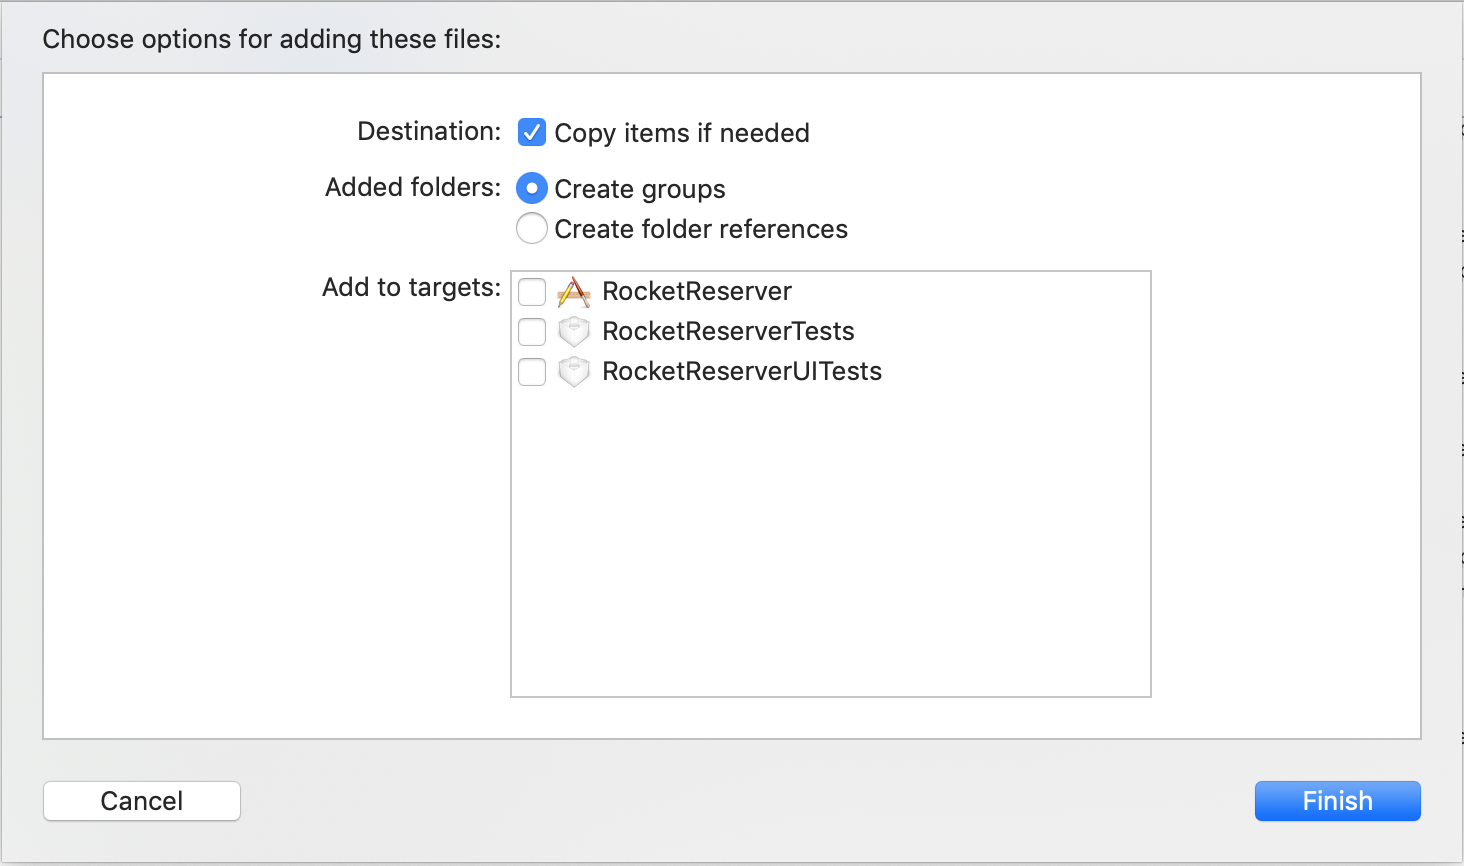 Choose options for adding these files:
Destination: Copy items if needed
Added folders: Create groups
Create folder references
Add to targets: RocketReserver
RocketReserverTests
RocketReserverUITests
Cancel Finish